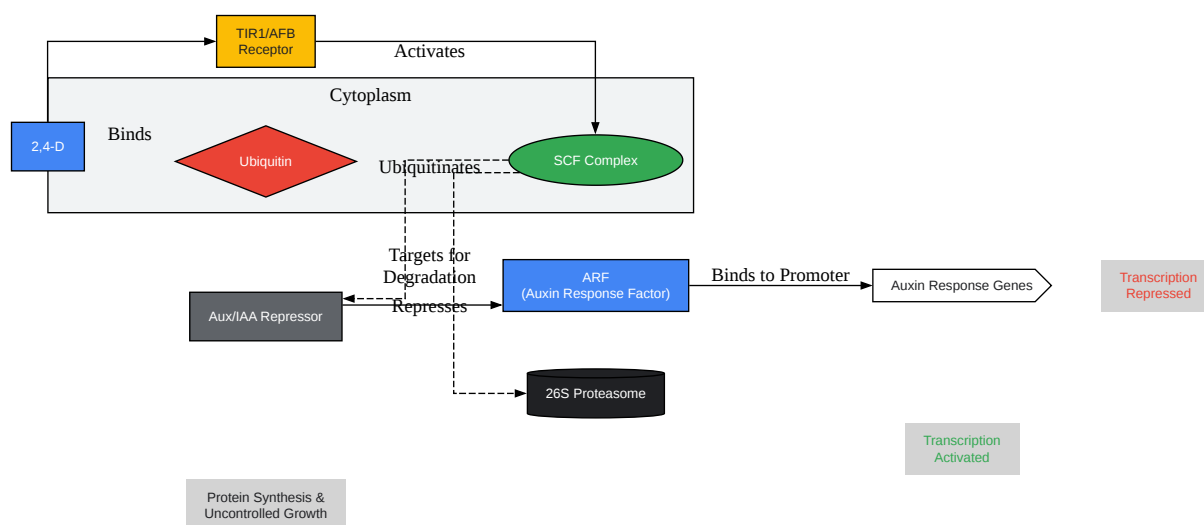 TIR1/AFB
Receptor
Activates
Cytoplasm
2,4-D
Binds
Ubiquitin
Ubiquitinates
SCF Complex
Targets for
Degradation
Represses
Aux/IAA Repressor
ARF
(Auxin Response Factor)
Binds to Promoter
Auxin Response Genes
Transcription
Repressed
26S Proteasome
Transcription
Activated
Protein Synthesis &
Uncontrolled Growth